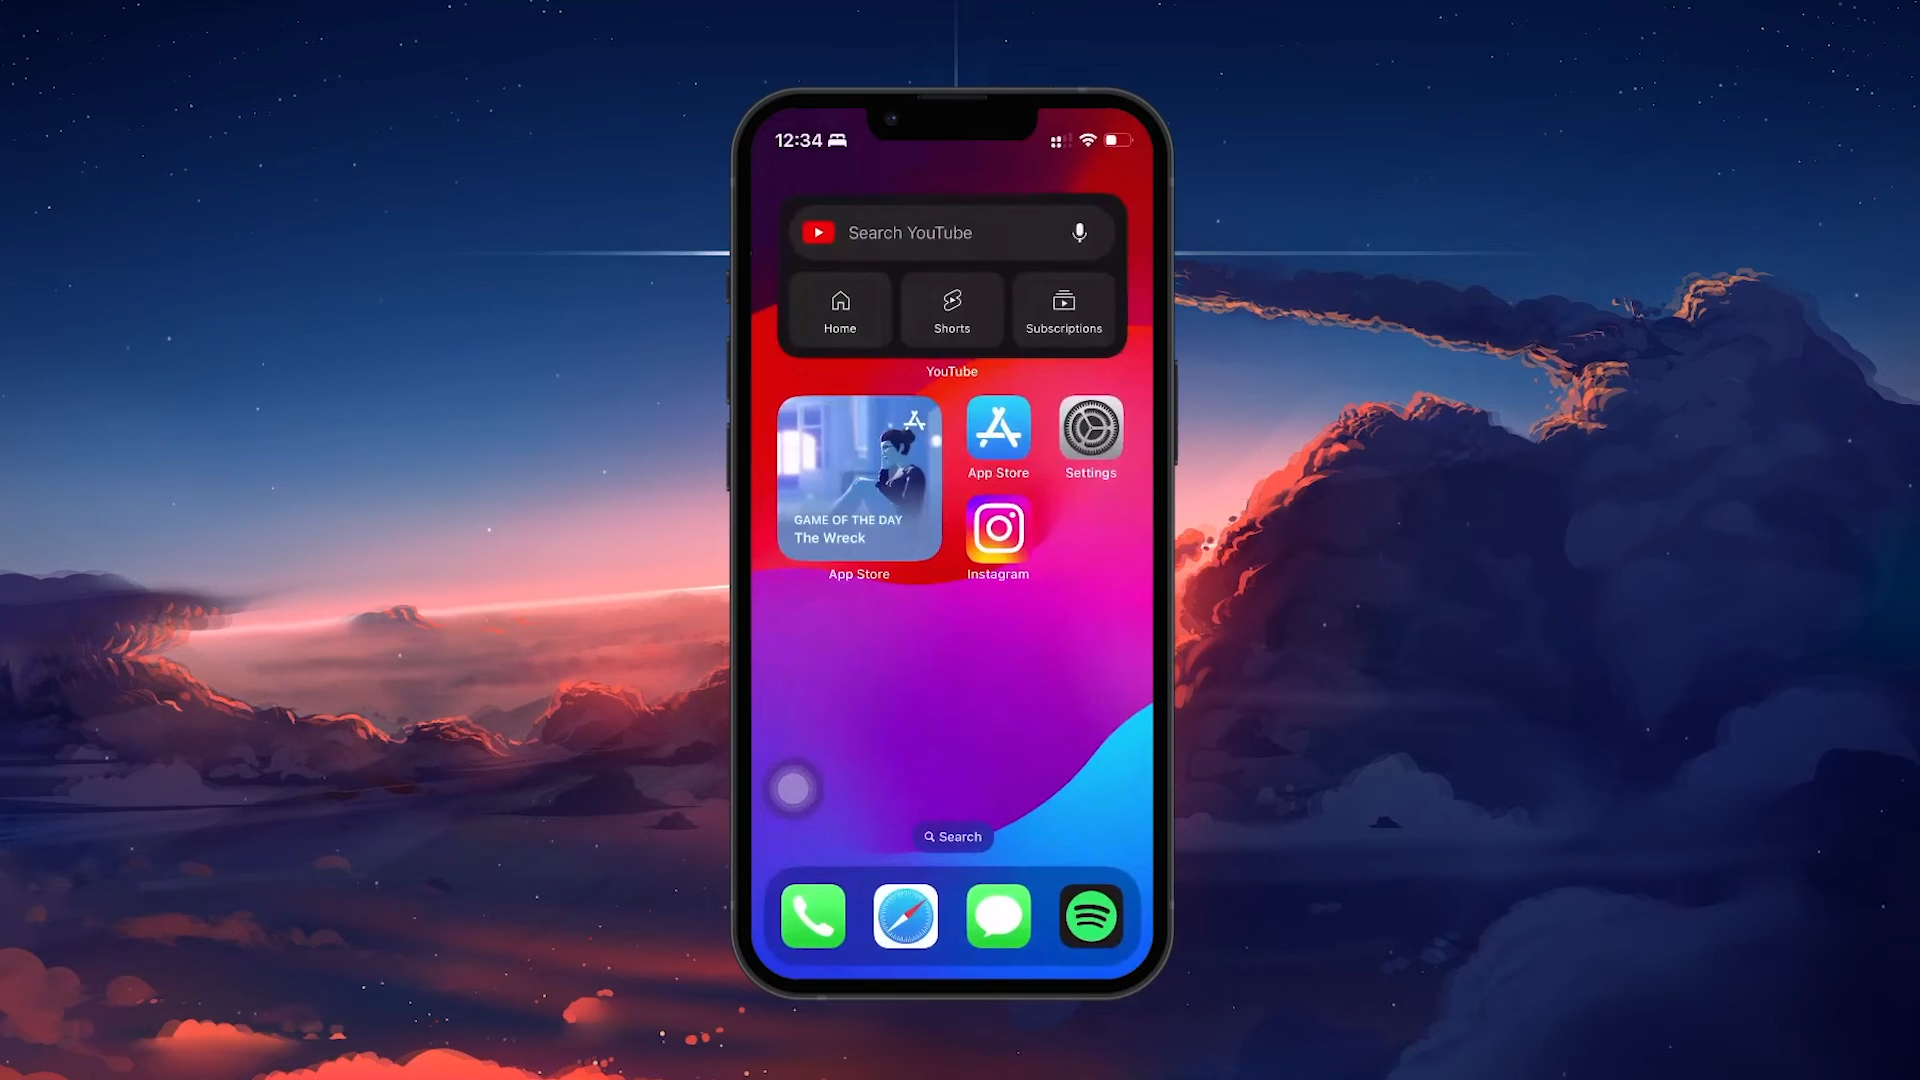 12:34
Search YouTube
Home
Shorts
Subscriptions
YouTube
GAME OF THE DAY
The Wreck
App Store
App Store
Settings
Instagram
Search